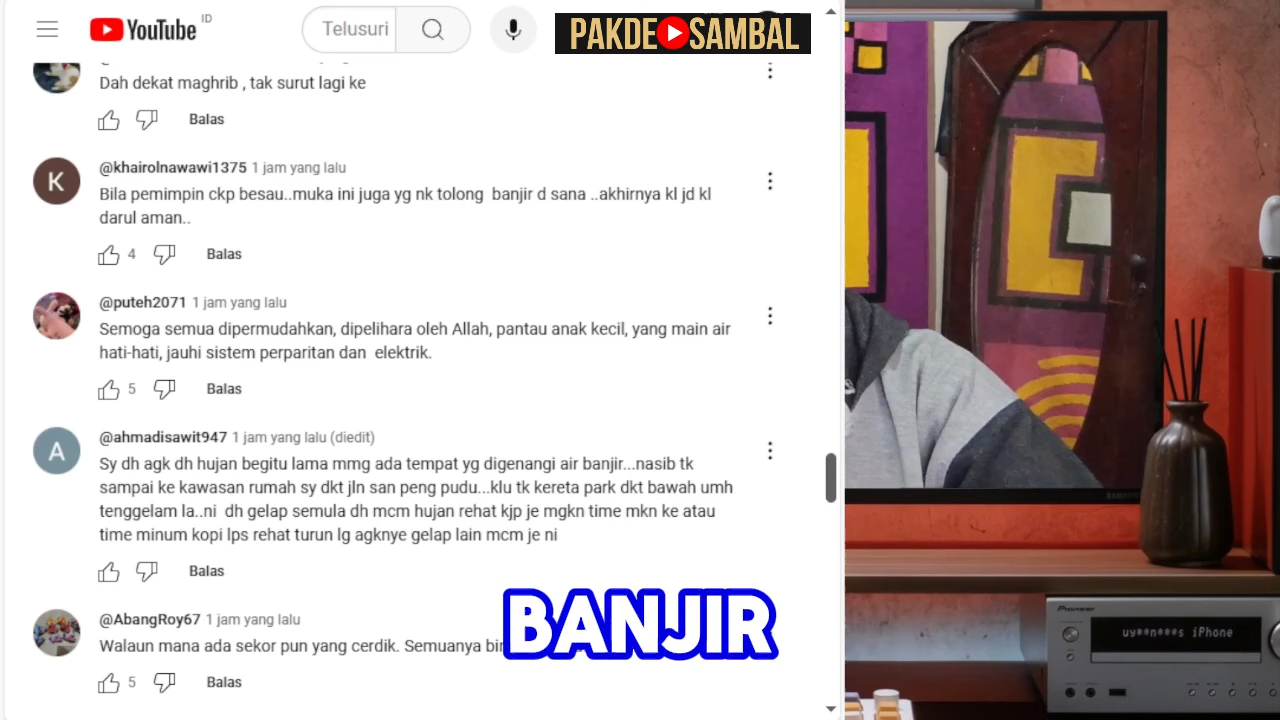 YouTube ID
Telusuri
PAKDE SAMBAL
Dah dekat maghrib , tak surut lagi ke
Balas
K
@khairolnawawi1375 1 jam yang lalu
Bila pemimpin ckp besau..muka ini juga yg nk tolong  banjir d sana ..akhirnya kl jd kl
darul aman..
4 Balas
@puteh2071 1 jam yang lalu
Semoga semua dipermudahkan, dipelihara oleh Allah, pantau anak kecil, yang main air
hati-hati, jauhi sistem perparitan dan  elektrik.
5 Balas
A
@ahmadisawit947 1 jam yang lalu (diedit)
Sy dh agk dh hujan begitu lama mmg ada tempat yg digenangi air banjir...nasib tk
sampai ke kawasan rumah sy dkt jln san peng pudu...klu tk kereta park dkt bawah umh
tenggelam la..ni  dh gelap semula dh mcm hujan rehat kjp je mgkn time mkn ke atau
time minum kopi lps rehat turun lg agknye gelap lain mcm je ni
Balas
@AbangRoy67 1 jam yang lalu
Walaun mana ada sekor pun yang cerdik. Semuanya
BANJIR
5 Balas
Pioneer
iPhone